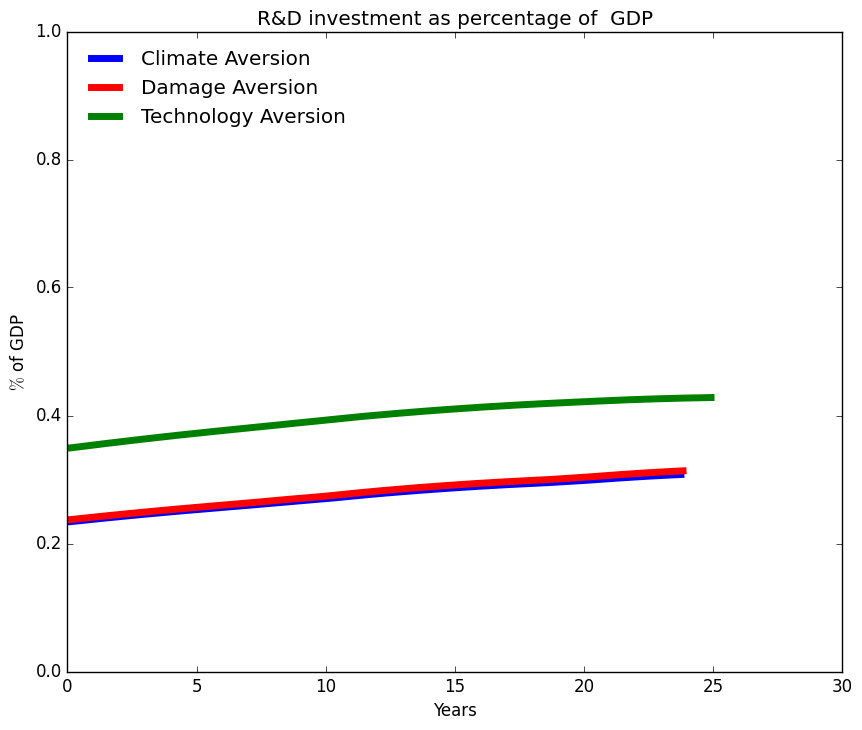 R&D investment as percentage of  GDP
Climate Aversion
Damage Aversion
Technology Aversion
1.0
0.8
0.6
0.4
0.2
0.0
% of GDP
0 5 10 15 20 25 30
Years